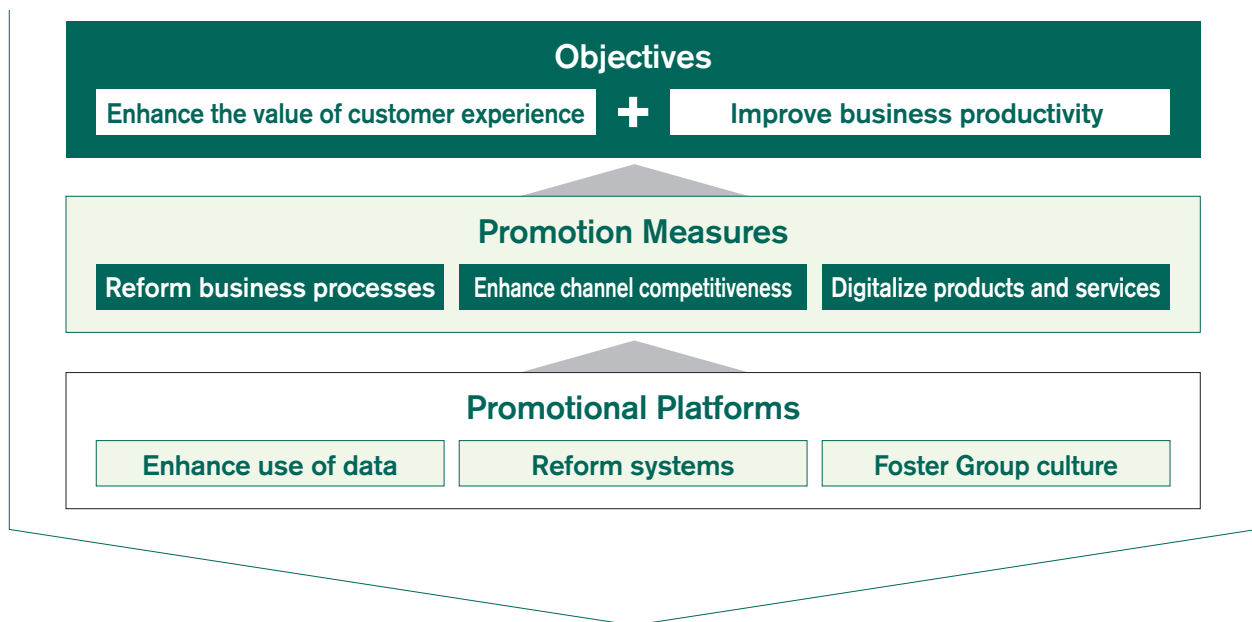 Objectives
Enhance the value of customer experience + Improve business productivity
Promotion Measures
Reform business processes Enhance channel competitiveness Digitalize products and services
Promotional Platforms
Enhance use of data Reform systems Foster Group culture